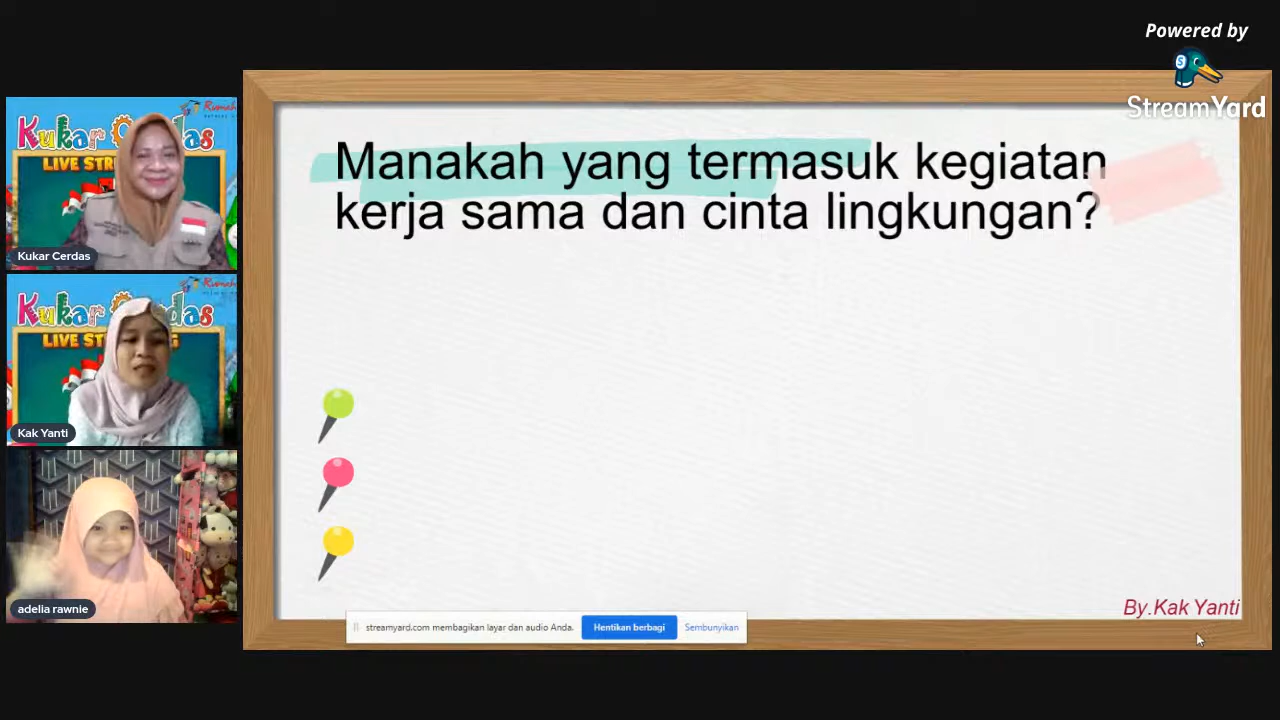 Powered by
StreamYard
Kukar Cerdas
Kak Yanti
adelia rawnie
Manakah yang termasuk kegiatan
kerja sama dan cinta lingkungan?
By.Kak Yanti
streamyard.com membagikan layar dan audio Anda.
Hentikan berbagi
Sembunyikan